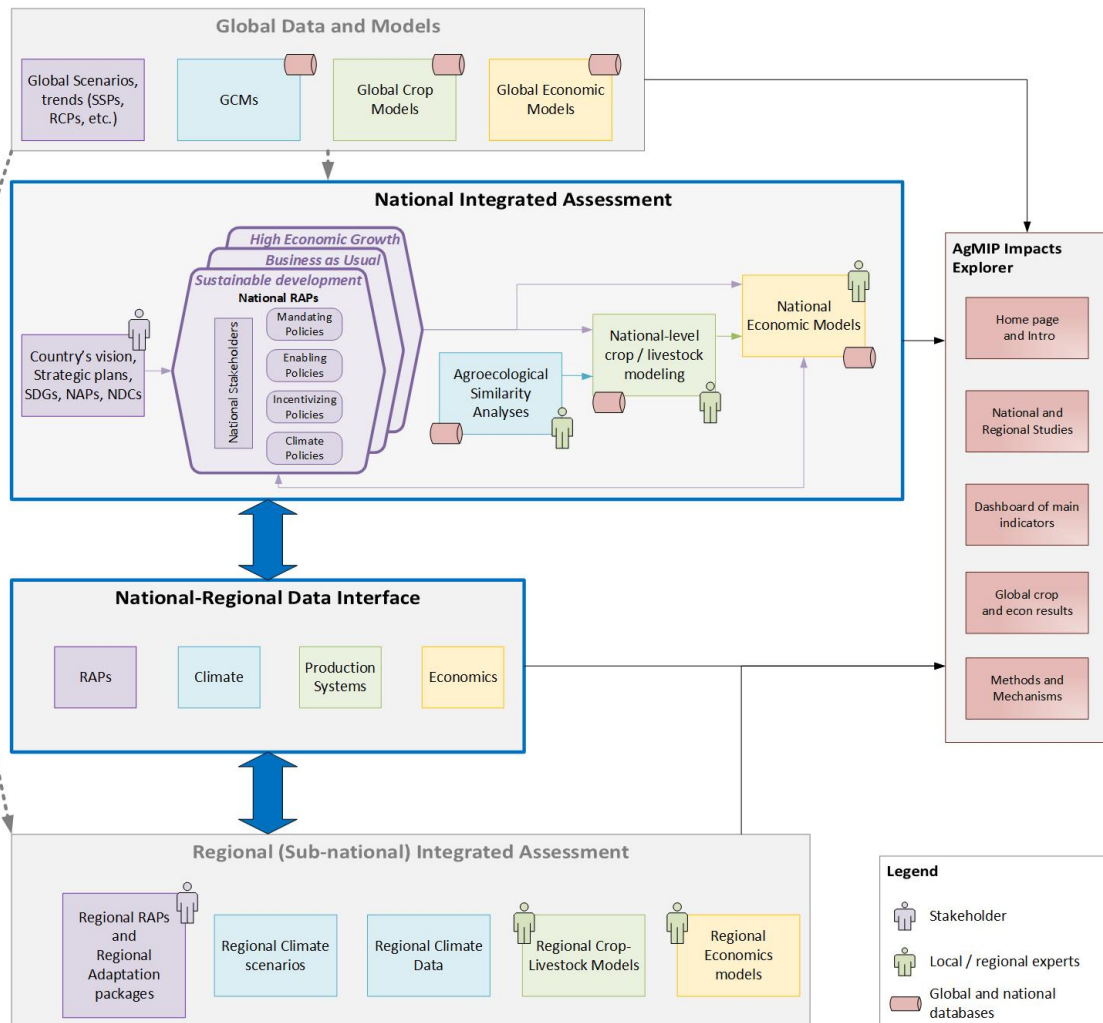 Global Data and Models
Global Scenarios,
trends (SSPs,
RCPs, etc.)
GCMs
Global Crop
Models
Global Economic
Models
National Integrated Assessment
High Economic Growth
Business as Usual
Sustainable development
National RAPs
National Stakeholders
Mandating
Policies
Enabling
Policies
Incentivizing
Policies
Climate
Policies
Country's vision,
Strategic plans,
SDGs, NAPs, NDCs
Agroecological
Similarity
Analyses
National-level
crop / livestock
modeling
National
Economic Models
AgMIP Impacts
Explorer
Home page
and Intro
National and
Regional Studies
Dashboard of main
indicators
Global crop
and econ results
Methods and
Mechanisms
National-Regional Data Interface
RAPs
Climate
Production
Systems
Economics
Regional (Sub-national) Integrated Assessment
Regional RAPs
and
Regional
Adaptation
packages
Regional Climate
scenarios
Regional Climate
Data
Regional Crop-
Livestock Models
Regional
Economics
models
Legend
Stakeholder
Local / regional experts
Global and national
databases